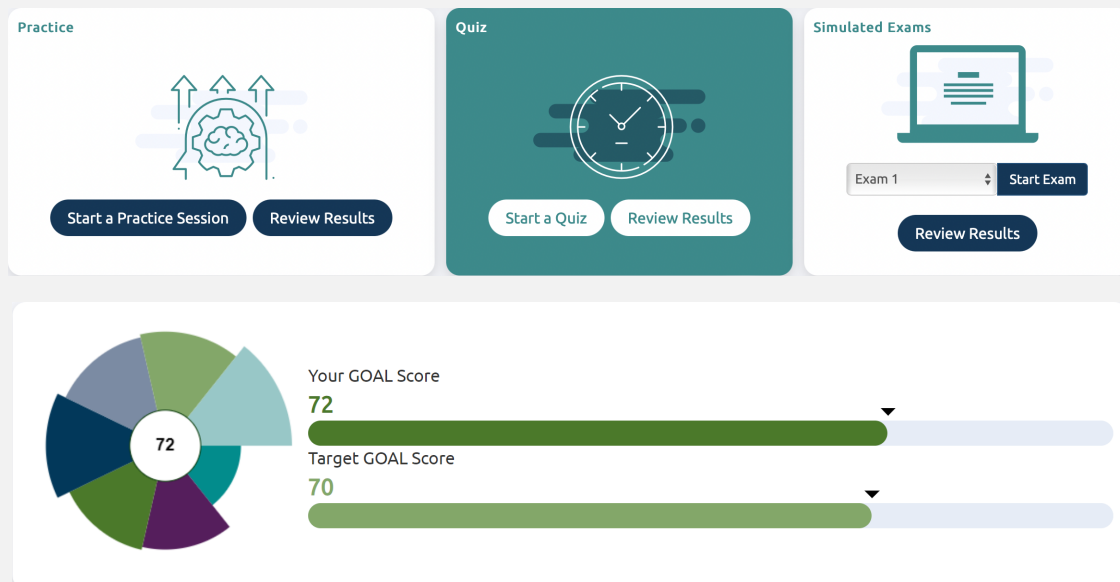 Practice
Start a Practice Session
Review Results
Quiz
Start a Quiz
Review Results
Simulated Exams
Exam 1
Start Exam
Review Results
72
Your GOAL Score
72
Target GOAL Score
70